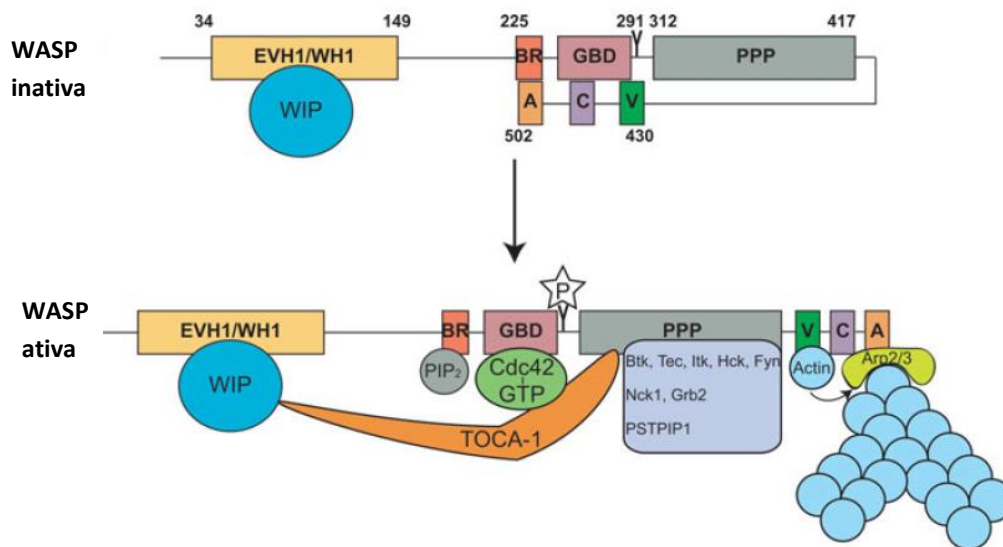 34 149 225 291 312 417
WASP
inativa
EVH1/WH1 BR GBD Y PPP
WIP A C V
502 430
P
WASP
ativa
EVH1/WH1 BR GBD Y PPP V C A
WIP PIP2 Cdc42 Btk, Tec, Itk, Hck, Fyn Actin Arp2/3
GTP Nck1, Grb2
TOCA-1 PSTPIP1